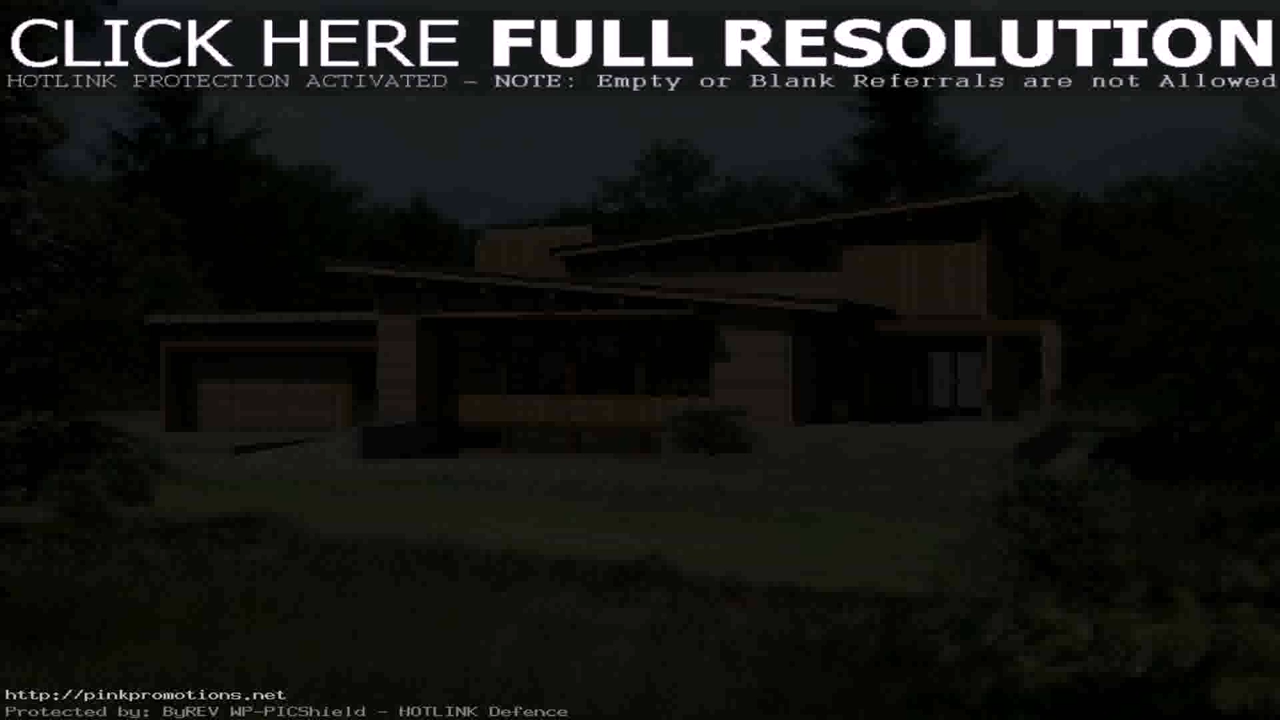 CLICK HERE FULL RESOLUTION
HOTLINK PROTECTION ACTIVATED - NOTE: Empty or Blank Referrals are not Allowed
http://pinkpromotions.net
Protected by: ByREV WP-PICShield - HOTLINK Defence